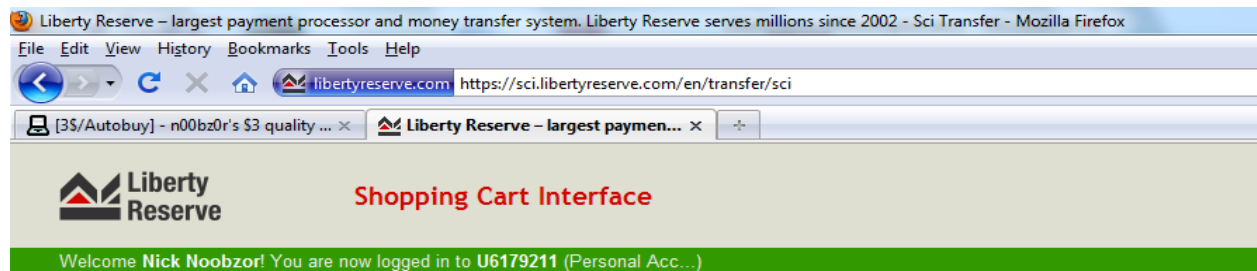 Liberty Reserve – largest payment processor and money transfer system. Liberty Reserve serves millions since 2002 - Sci Transfer - Mozilla Firefox
File Edit View History Bookmarks Tools Help
libertyreserve.com https://sci.libertyreserve.com/en/transfer/sci
[3$/Autobuy] - n00bz0r's $3 quality ... Liberty Reserve – largest paymen...
Liberty
Reserve
Shopping Cart Interface
Welcome Nick Noobzor! You are now logged in to U6179211 (Personal Acc...)